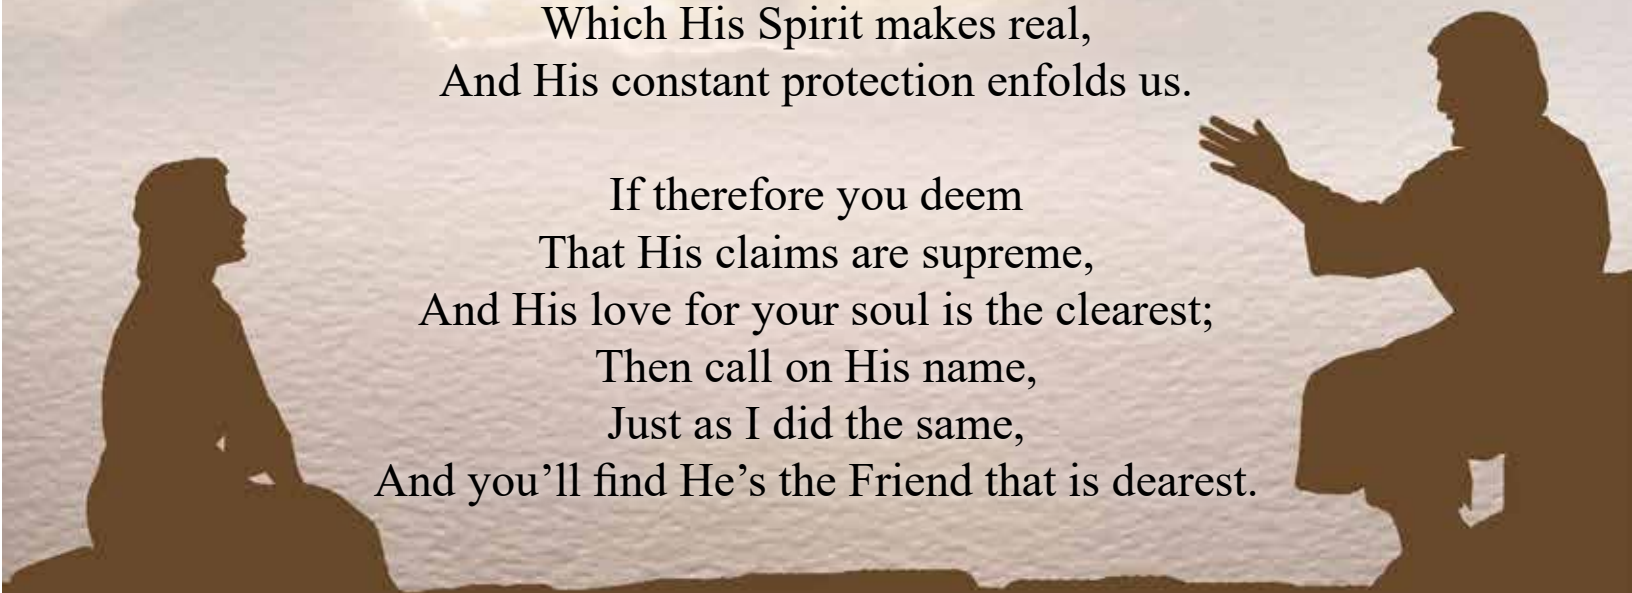 Which His Spirit makes real,
And His constant protection enfolds us.
If therefore you deem
That His claims are supreme,
And His love for your soul is the clearest;
Then call on His name,
Just as I did the same,
And you’ll find He’s the Friend that is dearest.